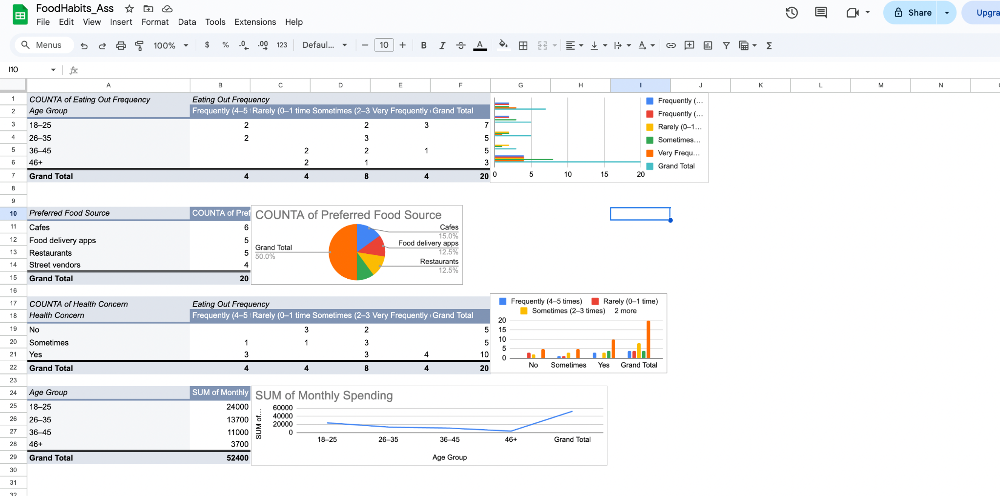 FoodHabits_Ass
File Edit View Insert Format Data Tools Extensions Help
Share
Upgra
Menus
100%
$ % .0 .00 123
Defaul...
10
B I S A
I10
fx
A B C D E F G H I J K L M N
1 COUNTA of Eating Out Frequency Eating Out Frequency
2 Age Group Frequently (4–5 Rarely (0–1 time Sometimes (2–3 Very Frequently Grand Total
3 18–25 2 2 3 7
4 26–35 2 3 5
5 36–45 2 2 1 5
6 46+ 2 1 3
7 Grand Total 4 4 8 4 20
Frequently (...
Frequently (...
Rarely (0–1...
Sometimes...
Very Frequ...
Grand Total
0 5 10 15 20
8
9
10 Preferred Food Source COUNTA of Pref
11 Cafes 6
12 Food delivery apps 5
13 Restaurants 5
14 Street vendors 4
15 Grand Total 20
COUNTA of Preferred Food Source
Cafes
15.0%
Food delivery apps
12.5%
Restaurants
12.5%
Grand Total
50.0%
16
17 COUNTA of Health Concern Eating Out Frequency
18 Health Concern Frequently (4–5 Rarely (0–1 time Sometimes (2–3 Very Frequently Grand Total
19 No 3 2 5
20 Sometimes 1 1 3 5
21 Yes 3 3 4 10
22 Grand Total 4 4 8 4 20
Frequently (4–5 times) Rarely (0–1 time)
Sometimes (2–3 times) 2 more
20
15
10
5
0
No Sometimes Yes Grand Total
23
24 Age Group SUM of Monthly
25 18–25 24000
26 26–35 13700
27 36–45 11000
28 46+ 3700
29 Grand Total 52400
SUM of Monthly Spending
SUM of...
60000
40000
20000
0
18–25 26–35 36–45 46+ Grand Total
Age Group
30
31
32